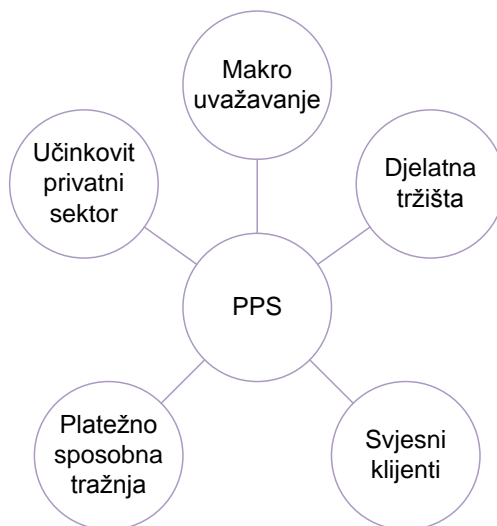 Makro
uvažavanje
Učinkovit
privatni
sektor
Djelatna
tržišta
PPS
Platežno
sposobna
tražnja
Svjesni
klijenti